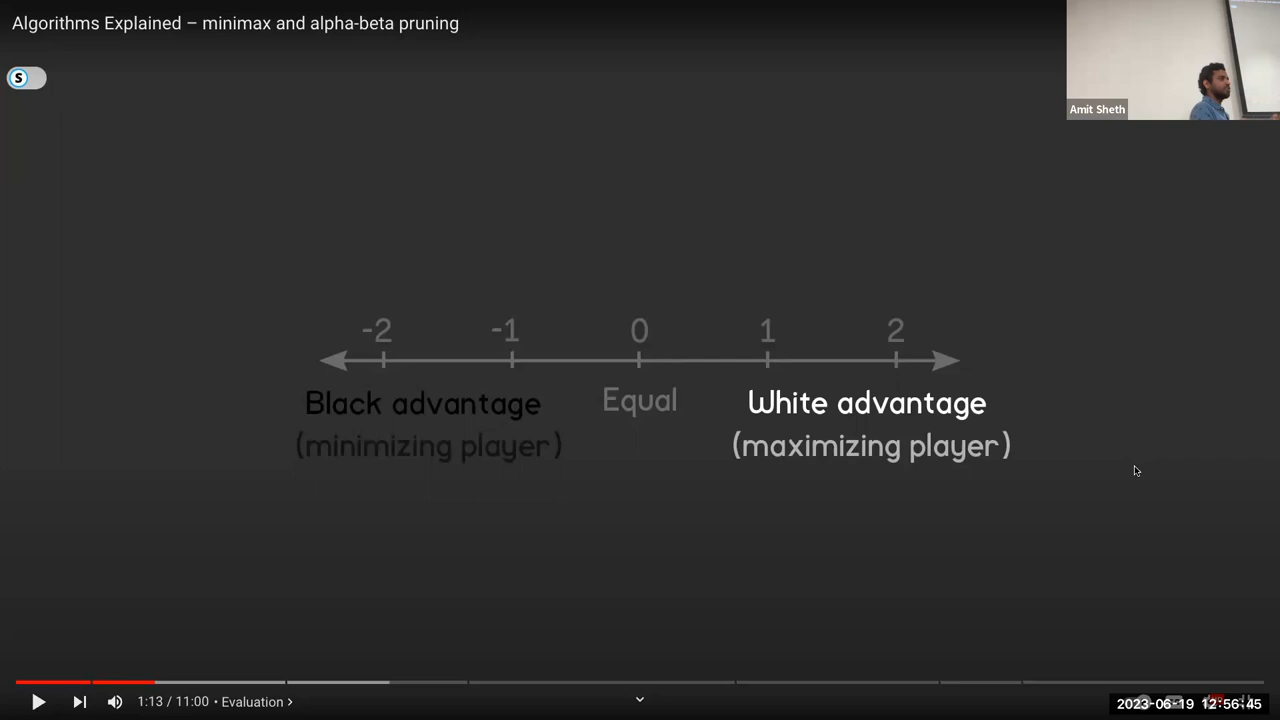 Algorithms Explained – minimax and alpha-beta pruning
S
Amit Sheth
-2 -1 0 1 2
Black advantage Equal White advantage
(minimizing player) (maximizing player)
1:13 / 11:00 • Evaluation >
2023-06-19 12:56:45